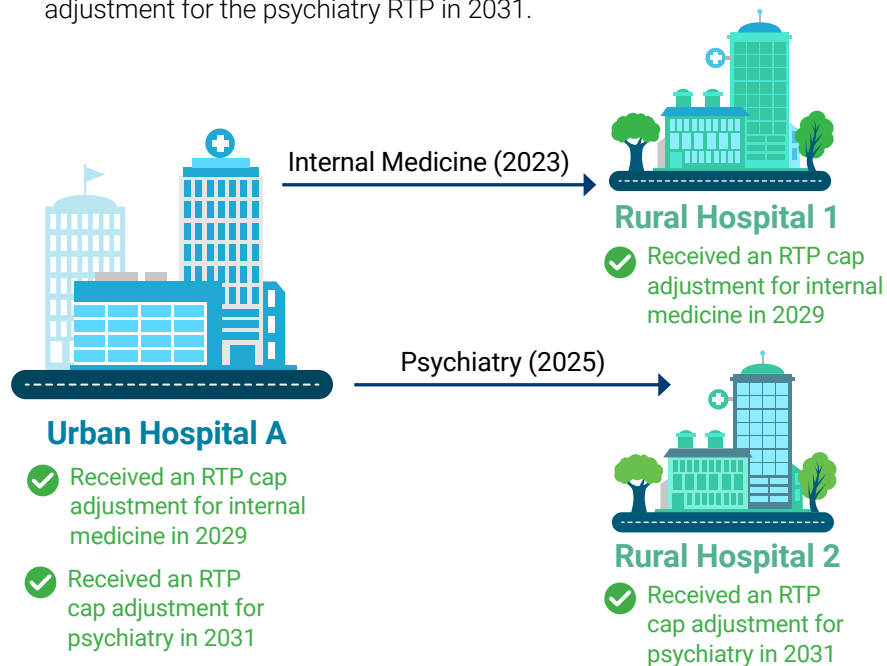 adjustment for the psychiatry RTP in 2031.
Internal Medicine (2023)
Rural Hospital 1
Received an RTP cap
adjustment for internal
medicine in 2029
Psychiatry (2025)
Urban Hospital A
Received an RTP cap
adjustment for internal
medicine in 2029
Received an RTP
cap adjustment for
psychiatry in 2031
Rural Hospital 2
Received an RTP
cap adjustment for
psychiatry in 2031